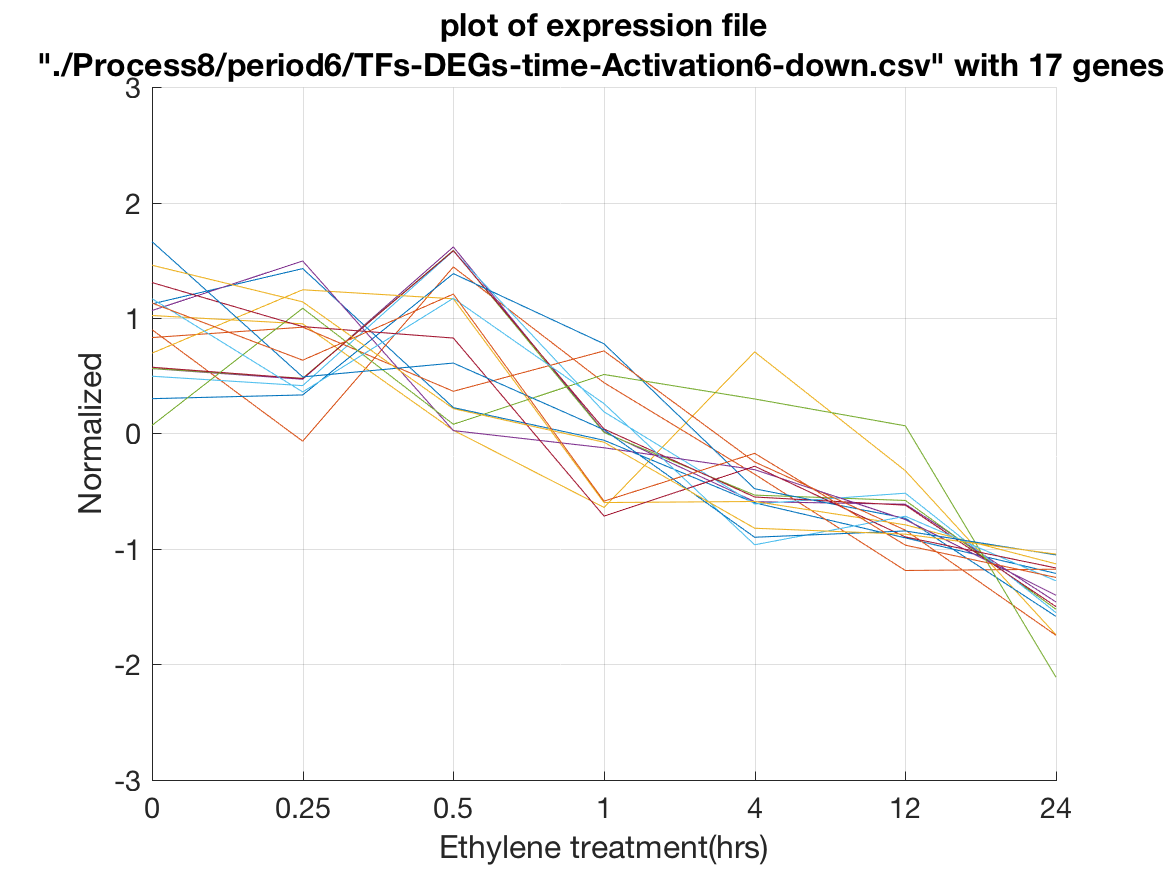 plot of expression file
"./Process8/period6/TFs-DEGs-time-Activation6-down.csv" with 17 genes
3
2
1
0
-1
-2
-3
Normalized
0 0.25 0.5 1 4 12 24
Ethylene treatment(hrs)